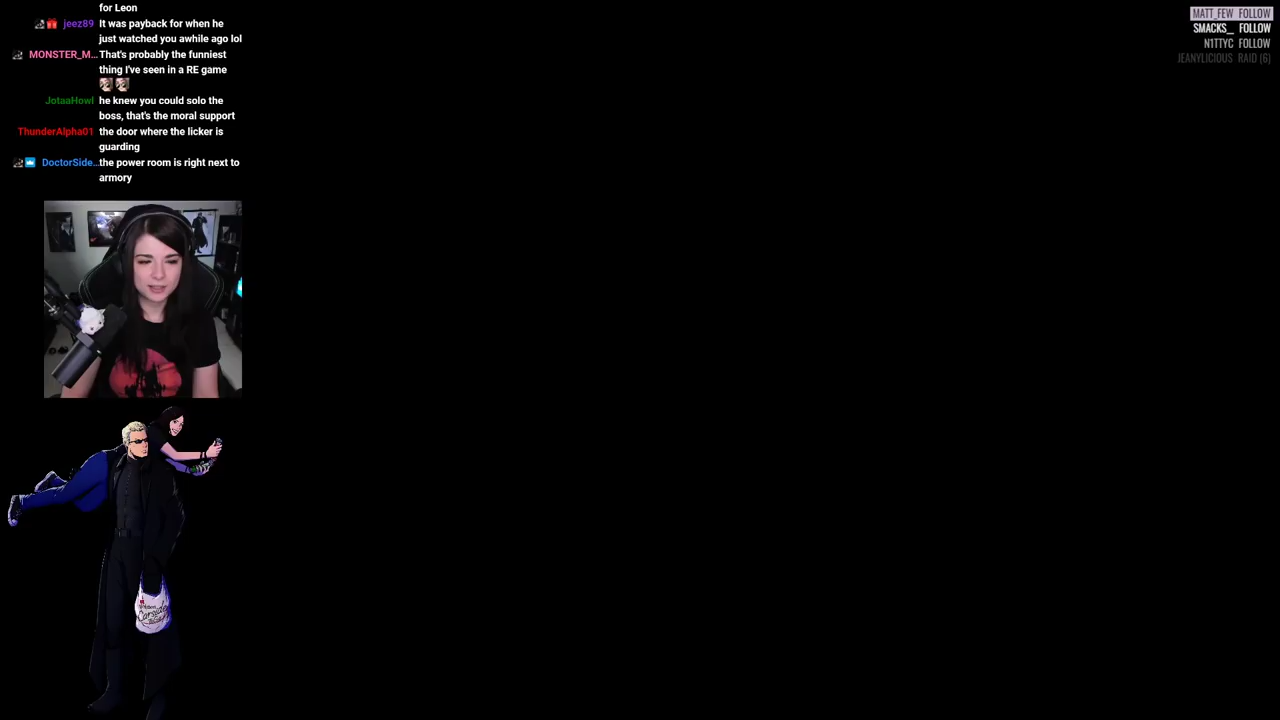 for Leon
jeez89 It was payback for when he
just watched you awhile ago lol
MONSTER_M... That's probably the funniest
thing I've seen in a RE game
JotaaHowl he knew you could solo the
boss, that's the moral support
ThunderAlpha01 the door where the licker is
guarding
DoctorSide... the power room is right next to
armory
MATT_FEW FOLLOW
SMACKS__ FOLLOW
N1TTYC FOLLOW
JEANYLICIOUS RAID (6)